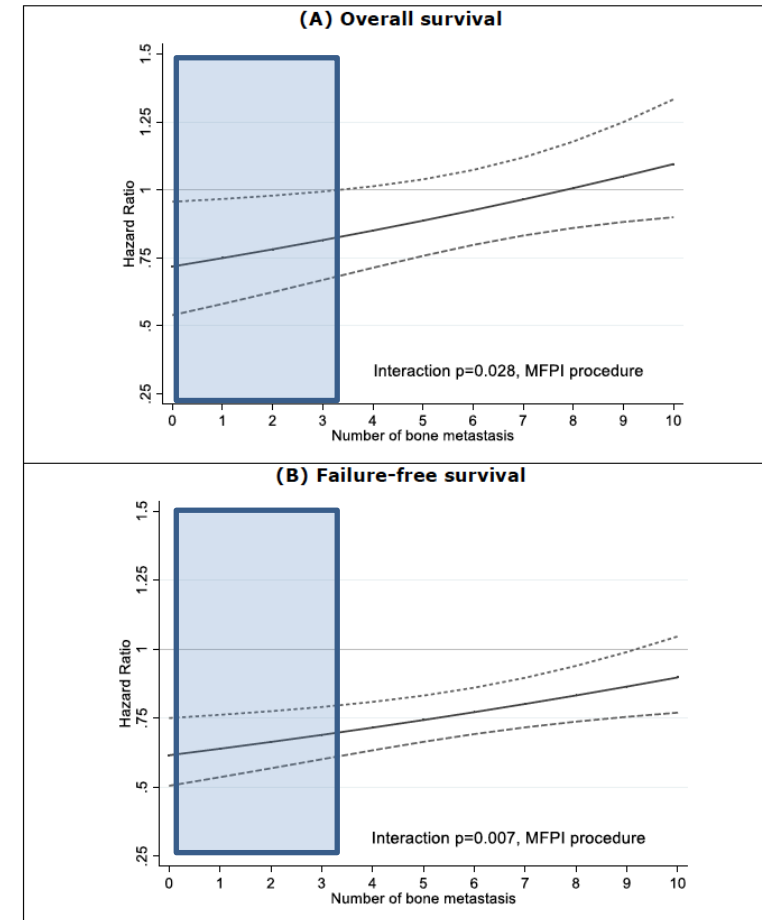 (A) Overall survival
1.5
1.25
1
.75
.5
.25
Hazard Ratio
Interaction p=0.028, MFPI procedure
0 1 2 3 4 5 6 7 8 9 10
Number of bone metastasis
(B) Failure-free survival
1.5
1.25
1
.75
.5
.25
Hazard Ratio
Interaction p=0.007, MFPI procedure
0 1 2 3 4 5 6 7 8 9 10
Number of bone metastasis